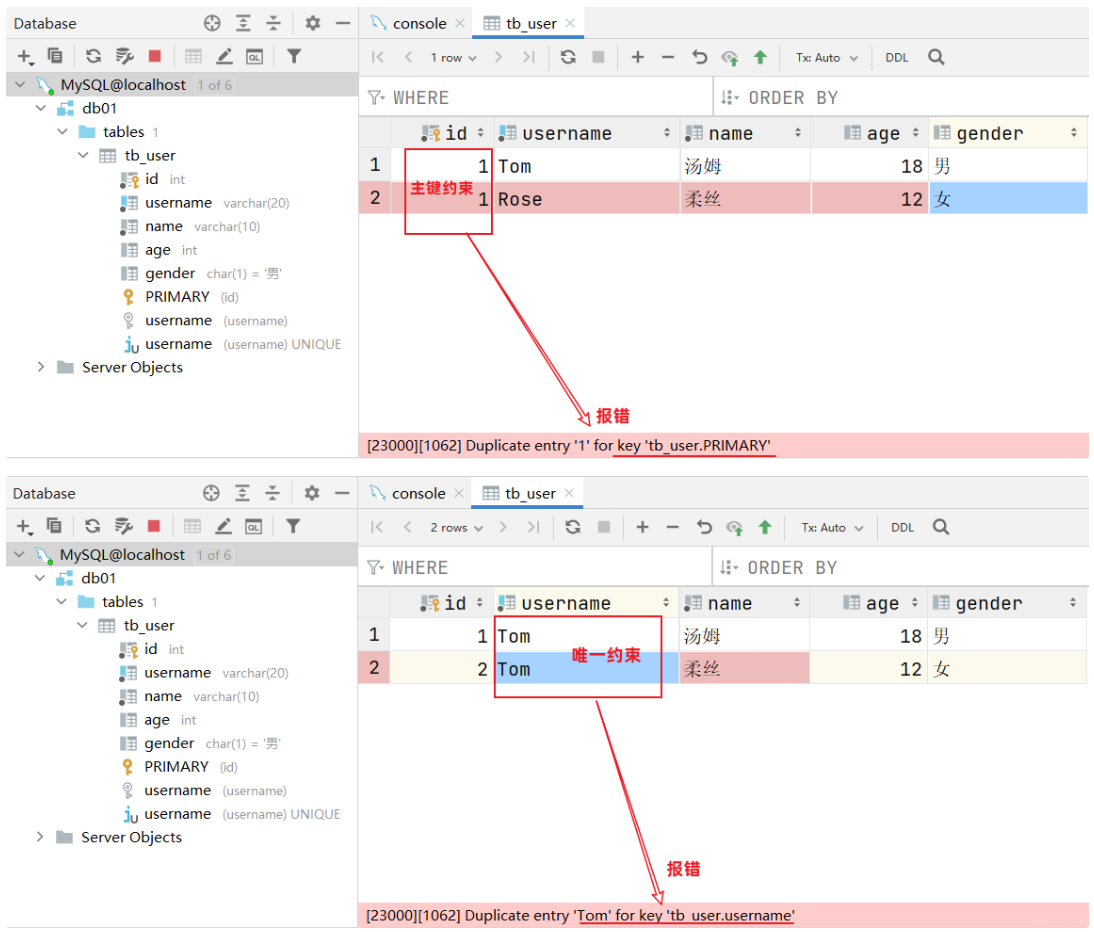 Database
console
tb_user
1 row
Tx: Auto
DDL
MySQL@localhost 1 of 6
WHERE
ORDER BY
db01
tables 1
id
username
name
age
gender
tb_user
1
1
Tom
汤姆
18
男
id int
主键约束
username varchar(20)
2
1
Rose
柔丝
12
女
name varchar(10)
age int
gender char(1) = '男'
PRIMARY (id)
username (username)
username (username) UNIQUE
Server Objects
报错
[23000][1062] Duplicate entry '1' for key 'tb_user.PRIMARY'
Database
console
tb_user
2 rows
Tx: Auto
DDL
MySQL@localhost 1 of 6
WHERE
ORDER BY
db01
tables 1
id
username
name
age
gender
tb_user
1
1
Tom
汤姆
18
男
id int
唯一约束
username varchar(20)
2
2
Tom
柔丝
12
女
name varchar(10)
age int
gender char(1) = '男'
PRIMARY (id)
username (username)
username (username) UNIQUE
Server Objects
报错
[23000][1062] Duplicate entry 'Tom' for key 'tb_user.username'